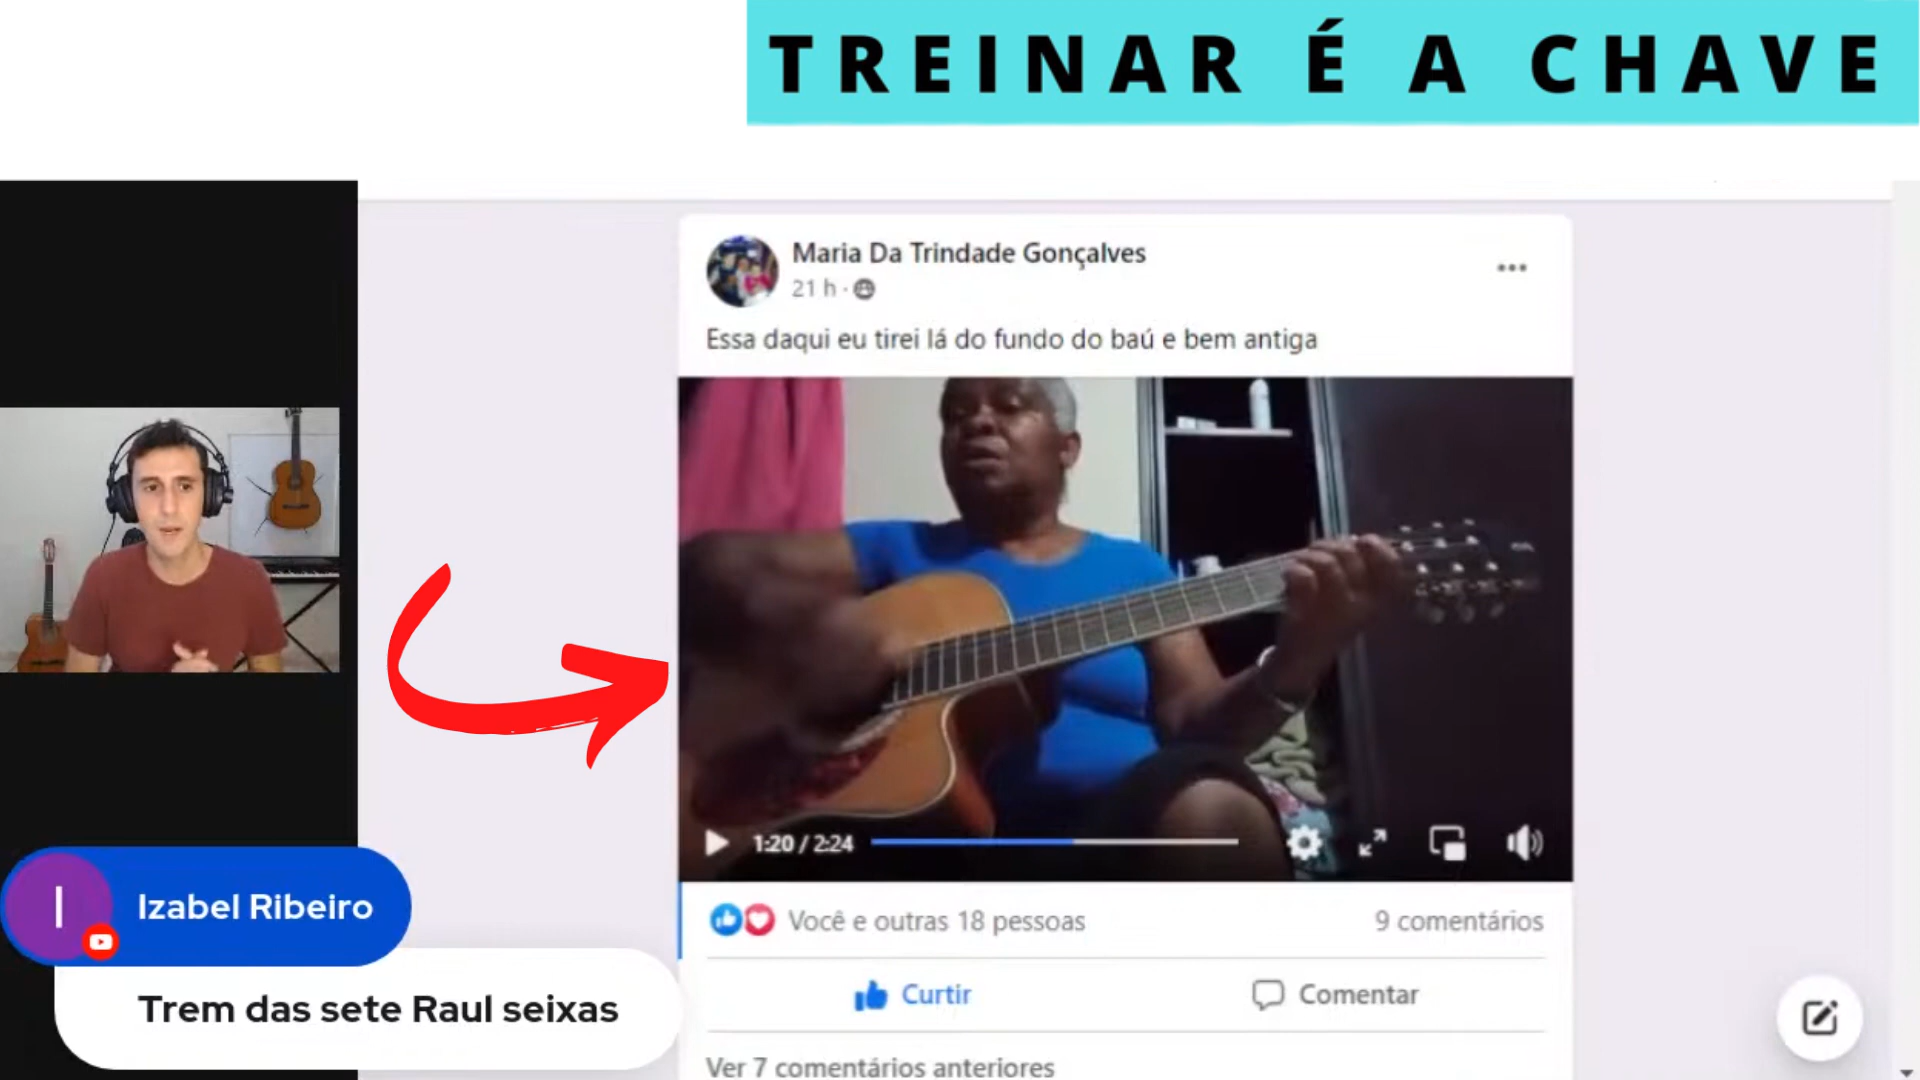 TREINAR É A CHAVE
Maria Da Trindade Gonçalves
21 h ·
Essa daqui eu tirei lá do fundo do baú e bem antiga
1:20 / 2:24
Você e outras 18 pessoas
9 comentários
Curtir
Comentar
Ver 7 comentários anteriores
I
Izabel Ribeiro
Trem das sete Raul seixas